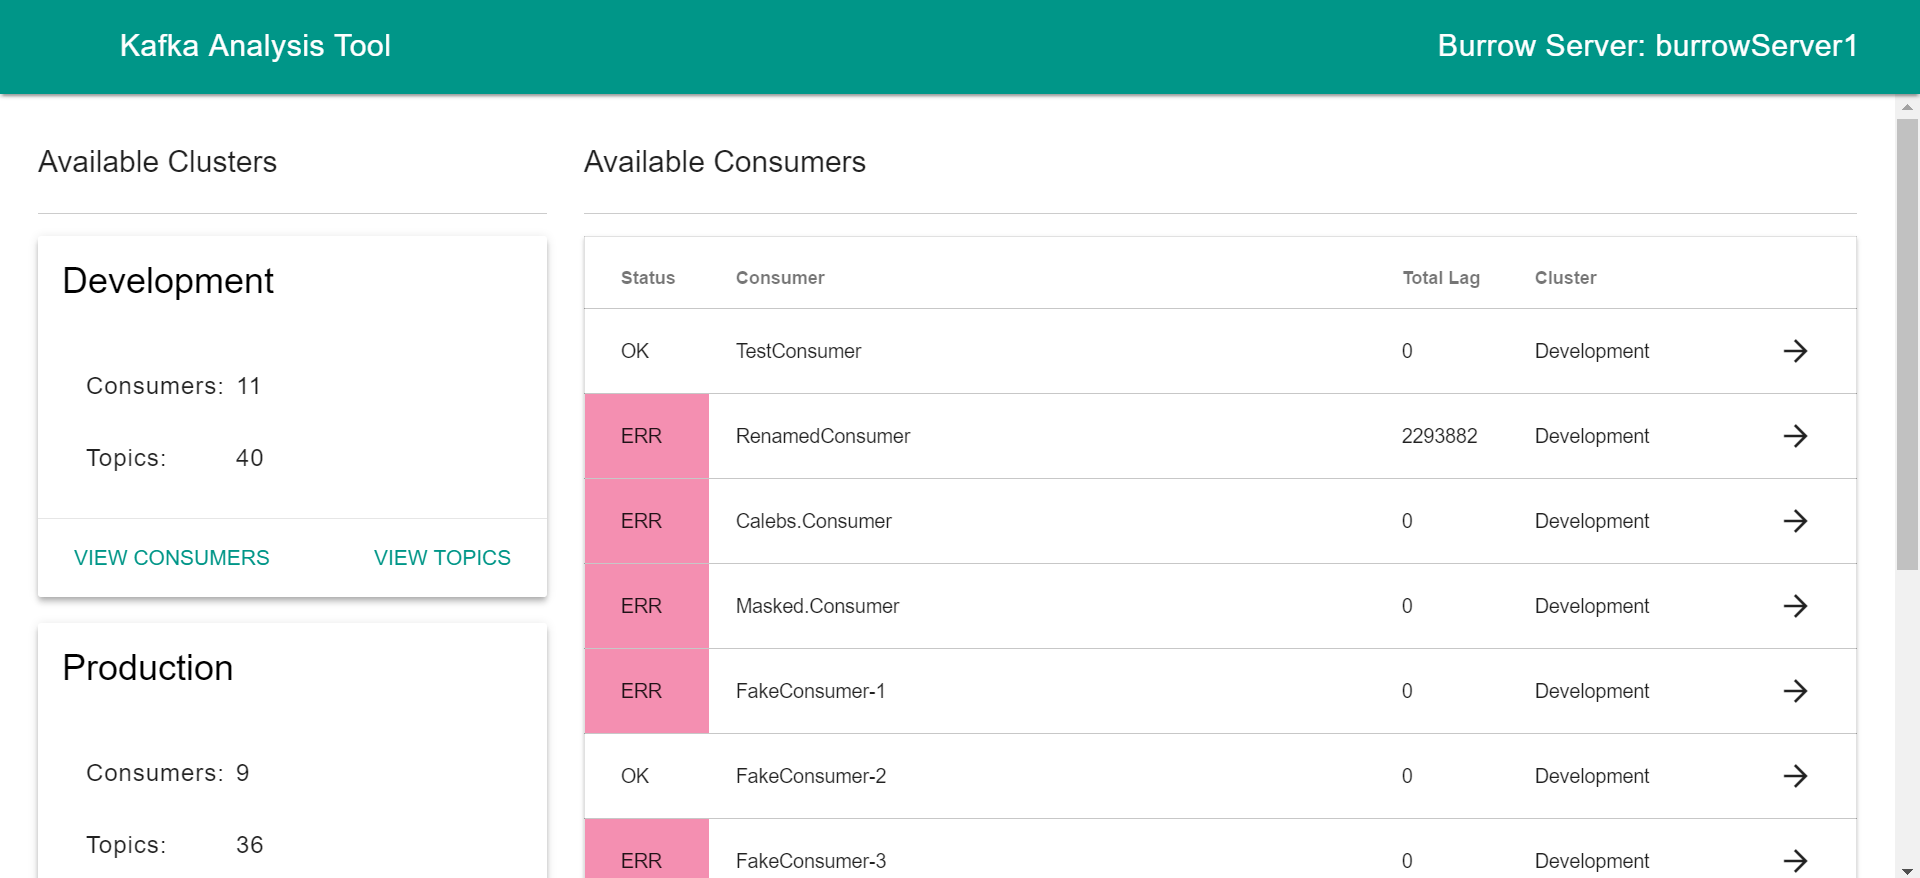 Kafka Analysis Tool
Burrow Server: burrowServer1
Available Clusters
Development
Consumers: 11
Topics: 40
VIEW CONSUMERS VIEW TOPICS
Production
Consumers: 9
Topics: 36
Available Consumers
Status Consumer Total Lag Cluster
OK TestConsumer 0 Development
ERR RenamedConsumer 2293882 Development
ERR Calebs.Consumer 0 Development
ERR Masked.Consumer 0 Development
ERR FakeConsumer-1 0 Development
OK FakeConsumer-2 0 Development
ERR FakeConsumer-3 0 Development